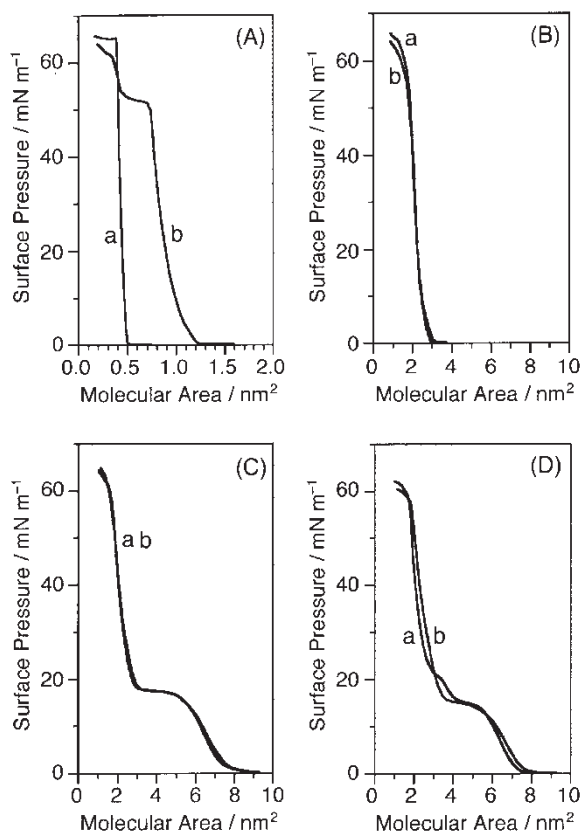 (A)
Surface Pressure / mN m⁻¹
60
40
20
0
a
b
0.0 0.5 1.0 1.5 2.0
Molecular Area / nm²
(B)
Surface Pressure / mN m⁻¹
60
40
20
0
a
b
0 2 4 6 8 10
Molecular Area / nm²
(C)
Surface Pressure / mN m⁻¹
60
40
20
0
a b
0 2 4 6 8 10
Molecular Area / nm²
(D)
Surface Pressure / mN m⁻¹
60
40
20
0
a
b
0 2 4 6 8 10
Molecular Area / nm²